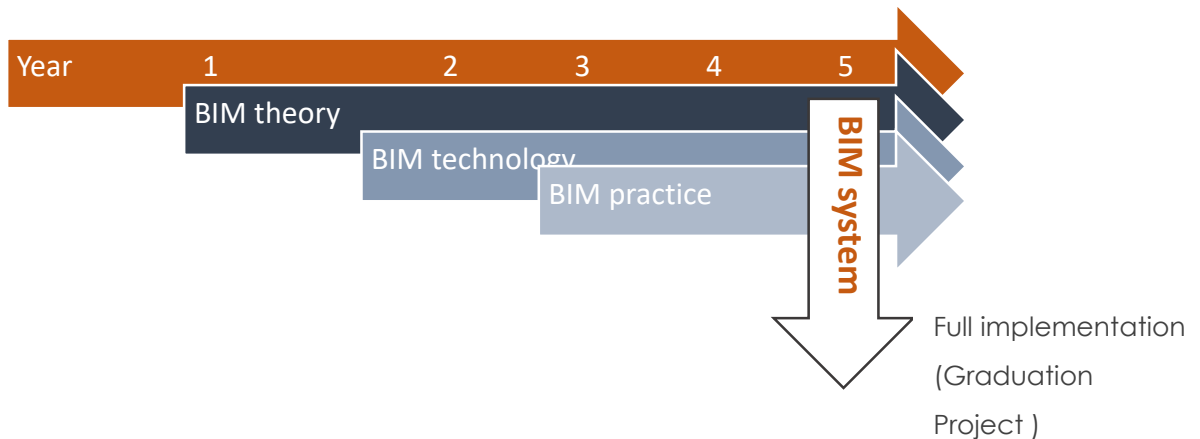 Year 1 2 3 4 5
BIM theory
BIM technology
BIM practice
BIM system
Full implementation
(Graduation
Project )